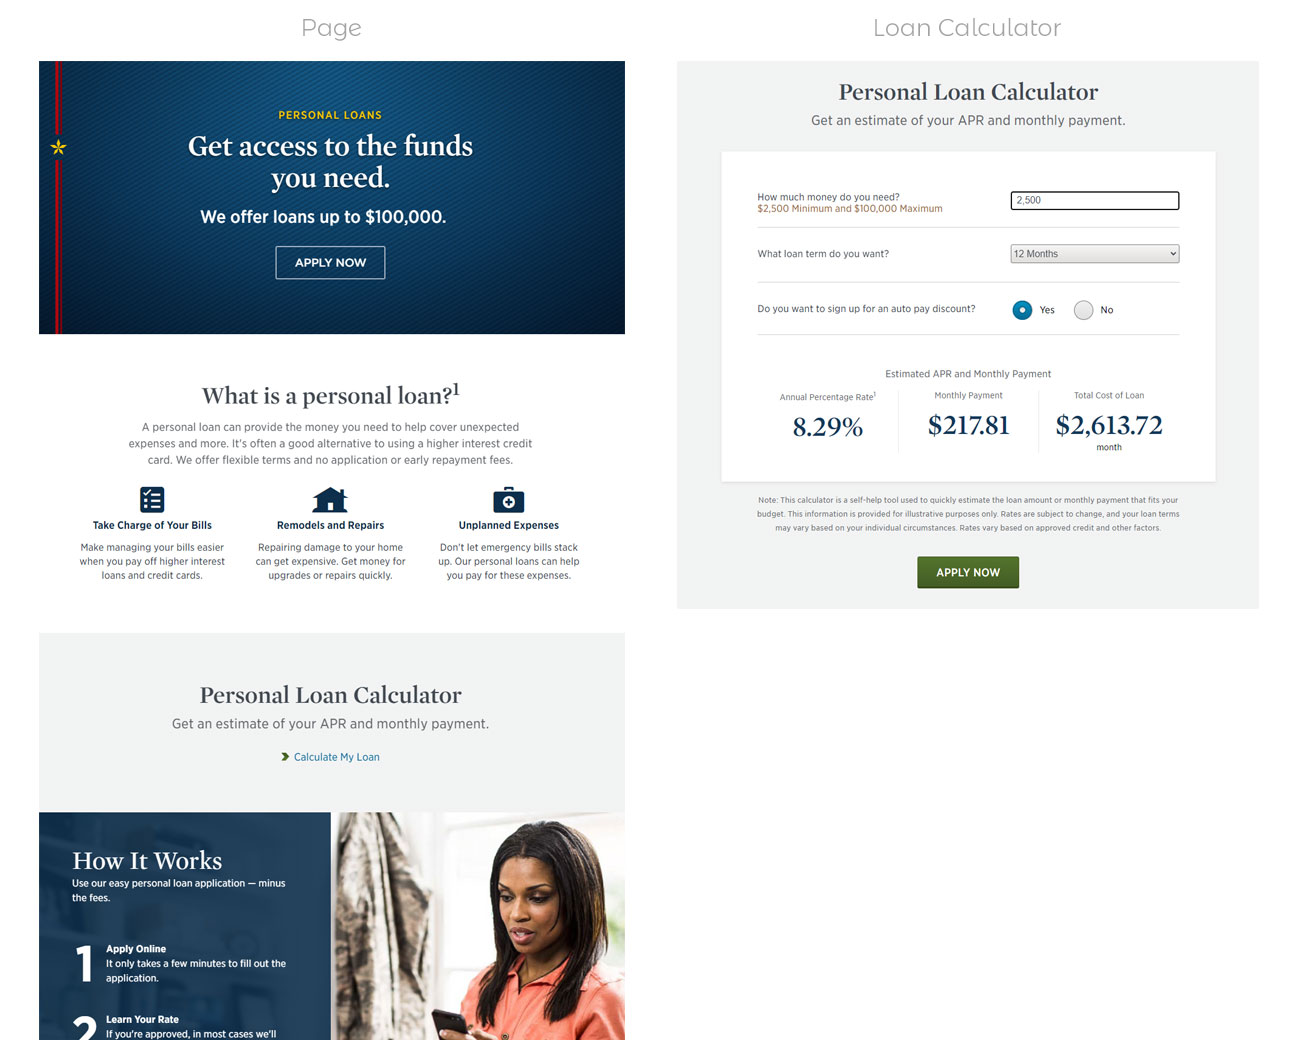 Page
PERSONAL LOANS
Get access to the funds
you need.
We offer loans up to $100,000.
APPLY NOW
What is a personal loan?1
A personal loan can provide the money you need to help cover unexpected
expenses and more. It's often a good alternative to using a higher interest credit
card. We offer flexible terms and no application or early repayment fees.
Take Charge of Your Bills
Make managing your bills easier
when you pay off higher interest
loans and credit cards.
Remodels and Repairs
Repairing damage to your home
can get expensive. Get money for
upgrades or repairs quickly.
Unplanned Expenses
Don't let emergency bills stack
up. Our personal loans can help
you pay for these expenses.
Personal Loan Calculator
Get an estimate of your APR and monthly payment.
Calculate My Loan
How It Works
Use our easy personal loan application — minus
the fees.
1
Apply Online
It only takes a few minutes to fill out the
application.
2
Learn Your Rate
If you're approved, in most cases we'll
Loan Calculator
Personal Loan Calculator
Get an estimate of your APR and monthly payment.
How much money do you need?
$2,500 Minimum and $100,000 Maximum
2,500
What loan term do you want?
12 Months
Do you want to sign up for an auto pay discount?
Yes
No
Estimated APR and Monthly Payment
Annual Percentage Rate1
8.29%
Monthly Payment
$217.81
Total Cost of Loan
$2,613.72
month
Note: This calculator is a self-help tool used to quickly estimate the loan amount or monthly payment that fits your
budget. This information is provided for illustrative purposes only. Rates are subject to change, and your loan terms
may vary based on your individual circumstances. Rates vary based on approved credit and other factors.
APPLY NOW